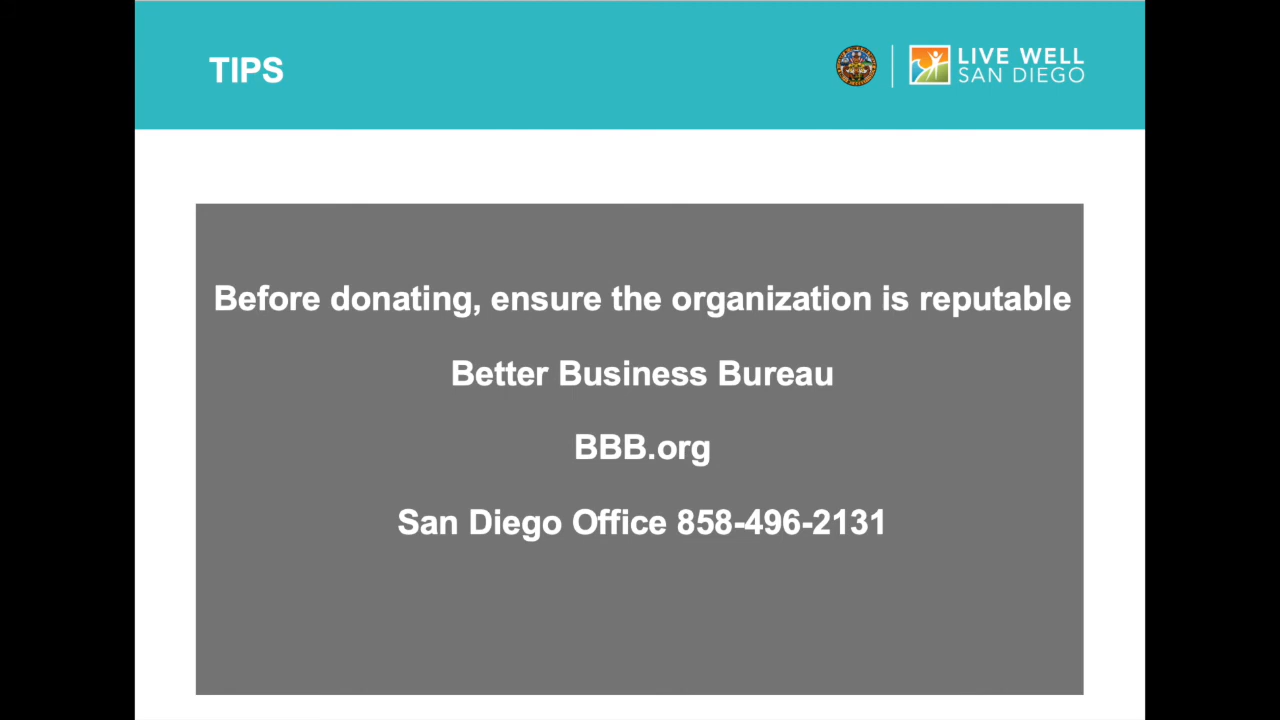 TIPS
LIVE WELL
SAN DIEGO
Before donating, ensure the organization is reputable
Better Business Bureau
BBB.org
San Diego Office 858-496-2131